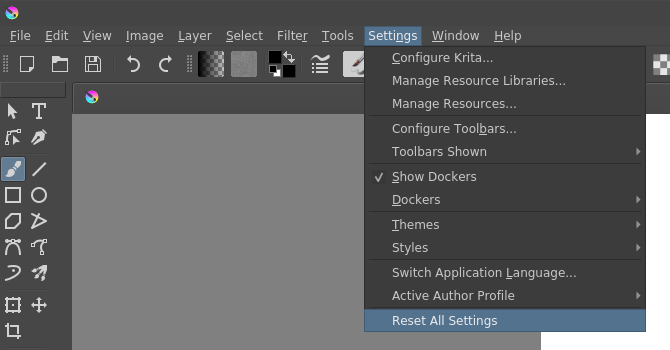 File Edit View Image Layer Select Filter Tools Settings Window Help
Configure Krita...
Manage Resource Libraries...
Manage Resources...
Configure Toolbars...
Toolbars Shown
Show Dockers
Dockers
Themes
Styles
Switch Application Language...
Active Author Profile
Reset All Settings